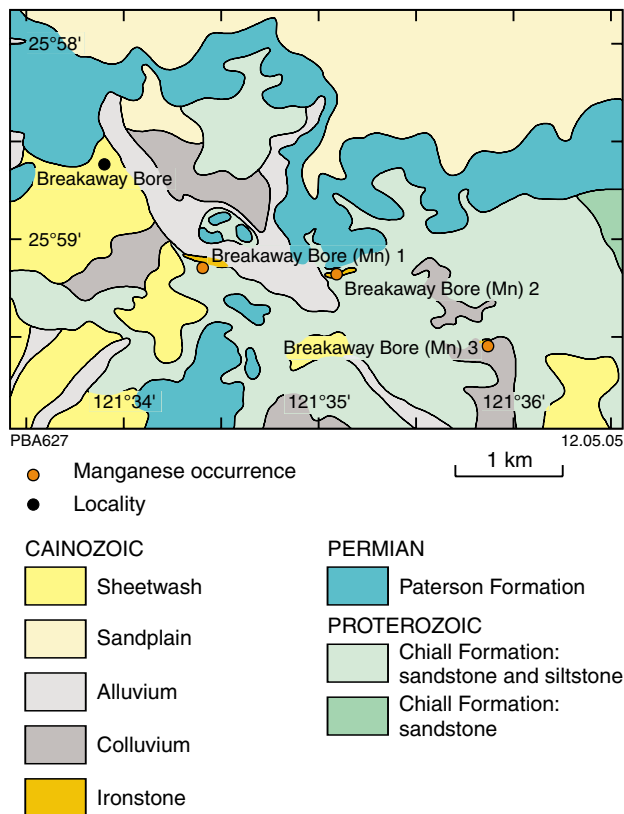 25°58'
Breakaway Bore
25°59'
Breakaway Bore (Mn) 1
Breakaway Bore (Mn) 2
Breakaway Bore (Mn) 3
121°34'
121°35'
121°36'
PBA627
12.05.05
1 km
Manganese occurrence
Locality
CAINOZOIC
Sheetwash
Sandplain
Alluvium
Colluvium
Ironstone
PERMIAN
Paterson Formation
PROTEROZOIC
Chiall Formation:
sandstone and siltstone
Chiall Formation:
sandstone